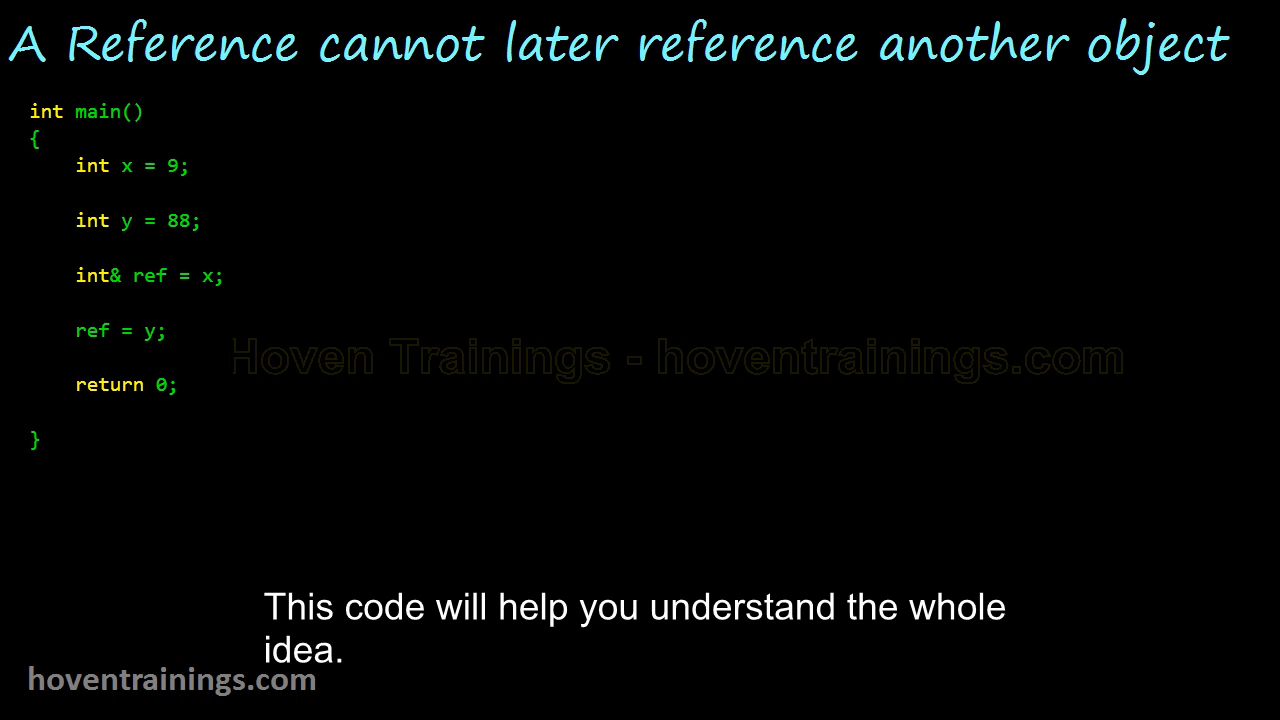 A Reference cannot later reference another object
int main()
{
int x = 9;
int y = 88;
int& ref = x;
ref = y;
Hoven Trainings - hoventrainings.com
return 0;
}
This code will help you understand the whole
idea.
hoventrainings.com